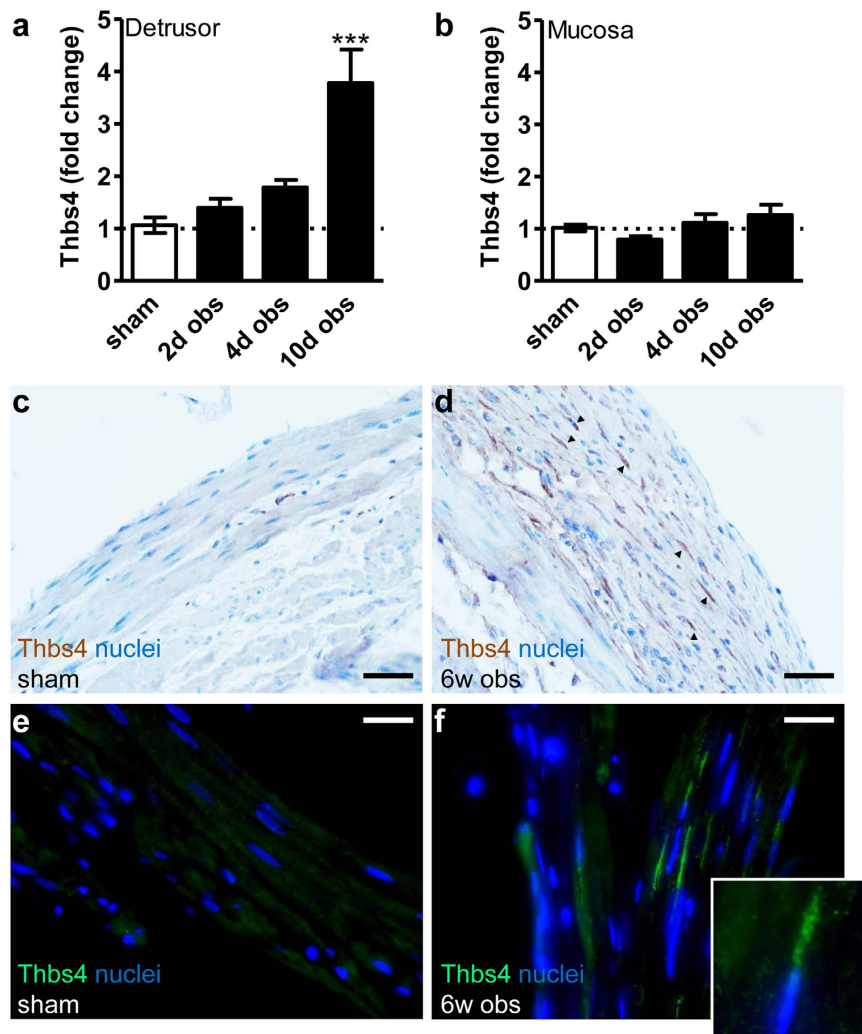 a
Detrusor
***
Thbs4 (fold change)
5
4
3
2
1
0
sham
2d obs
4d obs
10d obs
b
Mucosa
Thbs4 (fold change)
5
4
3
2
1
0
sham
2d obs
4d obs
10d obs
c
Thbs4 nuclei
sham
d
Thbs4 nuclei
6w obs
e
Thbs4 nuclei
sham
f
Thbs4 nuclei
6w obs